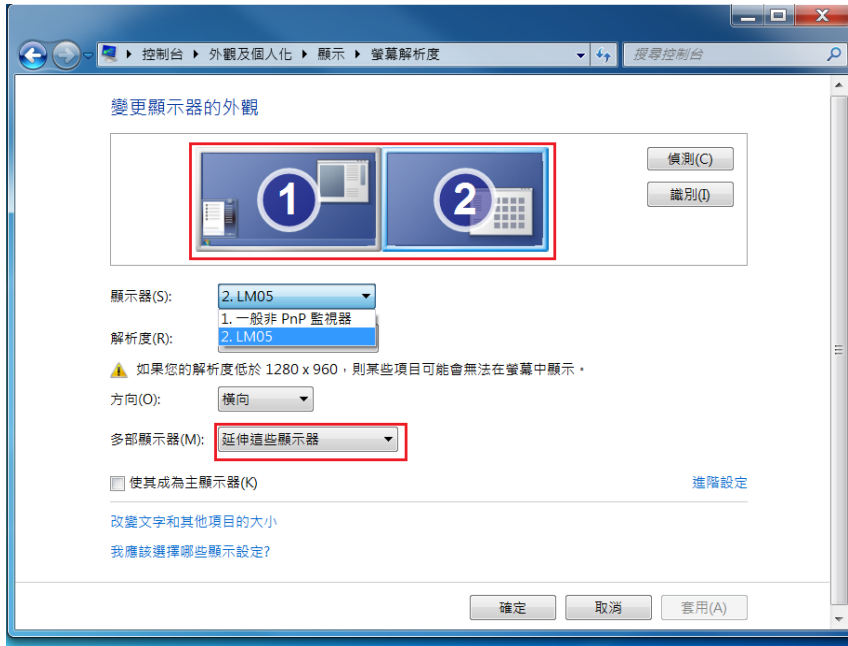 控制台 ▸ 外觀及個人化 ▸ 顯示 ▸ 螢幕解析度
搜尋控制台
變更顯示器的外觀
1
2
偵測(C)
識別(I)
顯示器(S): 2. LM05
1. 一般非 PnP 監視器
2. LM05
解析度(R):
如果您的解析度低於 1280 x 960，則某些項目可能會無法在螢幕中顯示。
方向(O): 橫向
多部顯示器(M): 延伸這些顯示器
使其成為主顯示器(K)
進階設定
改變文字和其他項目的大小
我應該選擇哪些顯示設定?
確定
取消
套用(A)